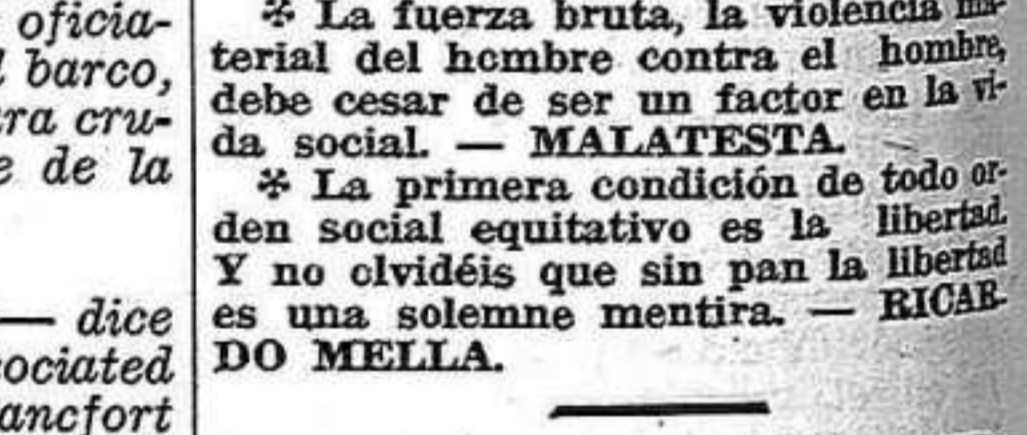 oficia-
barco,
ra cru-
e de la
— dice
ociated
ancfort
✻ La fuerza bruta, la violencia ma-
terial del hcmbre contra el hombre,
debe cesar de ser un factor en la vi-
da social. — MALATESTA.
✻ La primera condición de todo or-
den social equitativo es la libertad.
Y no clvidéis que sin pan la libertad
es una solemne mentira. — RICAR-
DO MELLA.